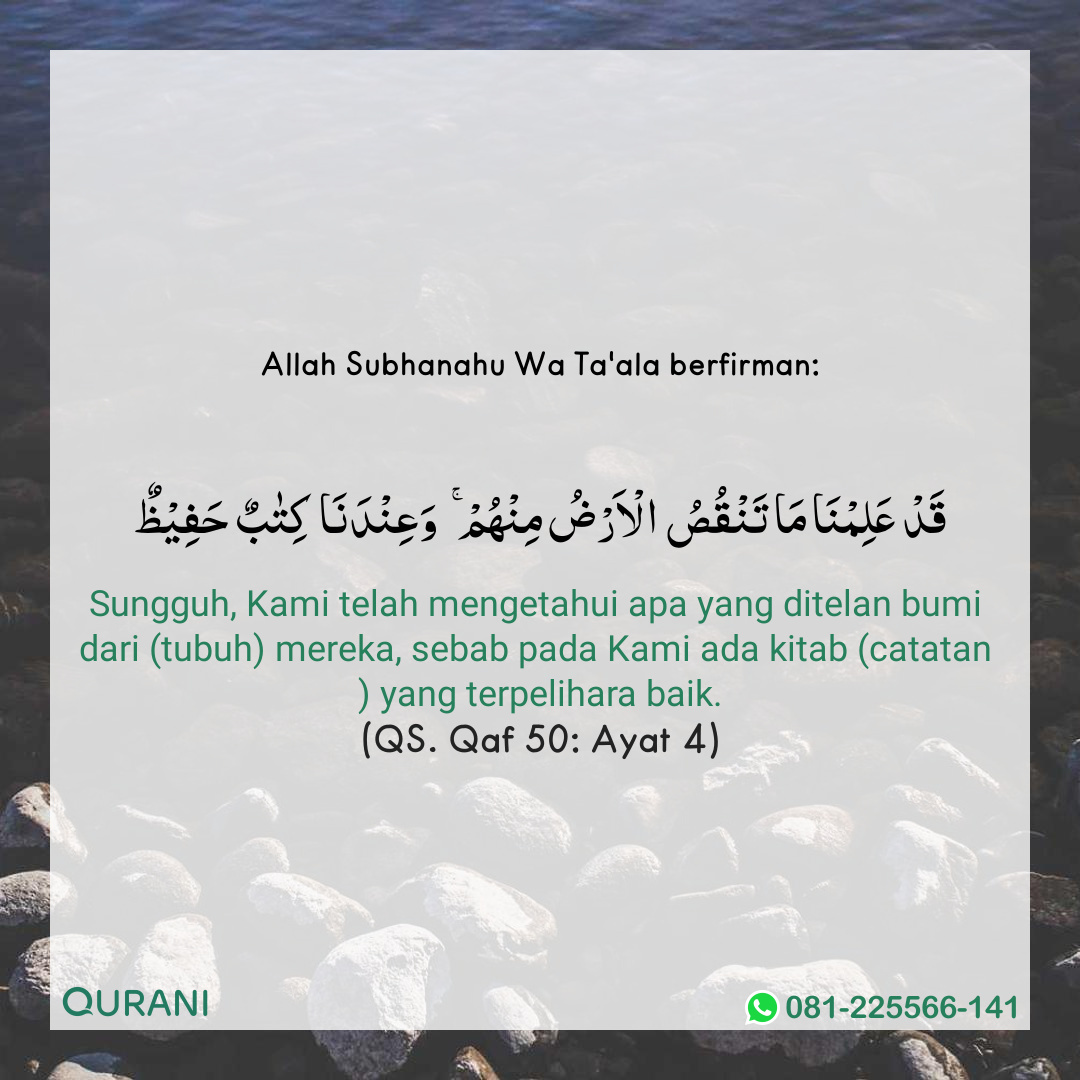 Allah Subhanahu Wa Ta'ala berfirman:
قَدْ عَلِمْنَا مَا تَنْقُصُ الْاَرْضُ مِنْهُمْ ۚ وَعِنْدَنَا كِتٰبٌ حَفِيْظٌ
Sungguh, Kami telah mengetahui apa yang ditelan bumi
dari (tubuh) mereka, sebab pada Kami ada kitab (catatan
) yang terpelihara baik.
(QS. Qaf 50: Ayat 4)
QURANI
081-225566-141